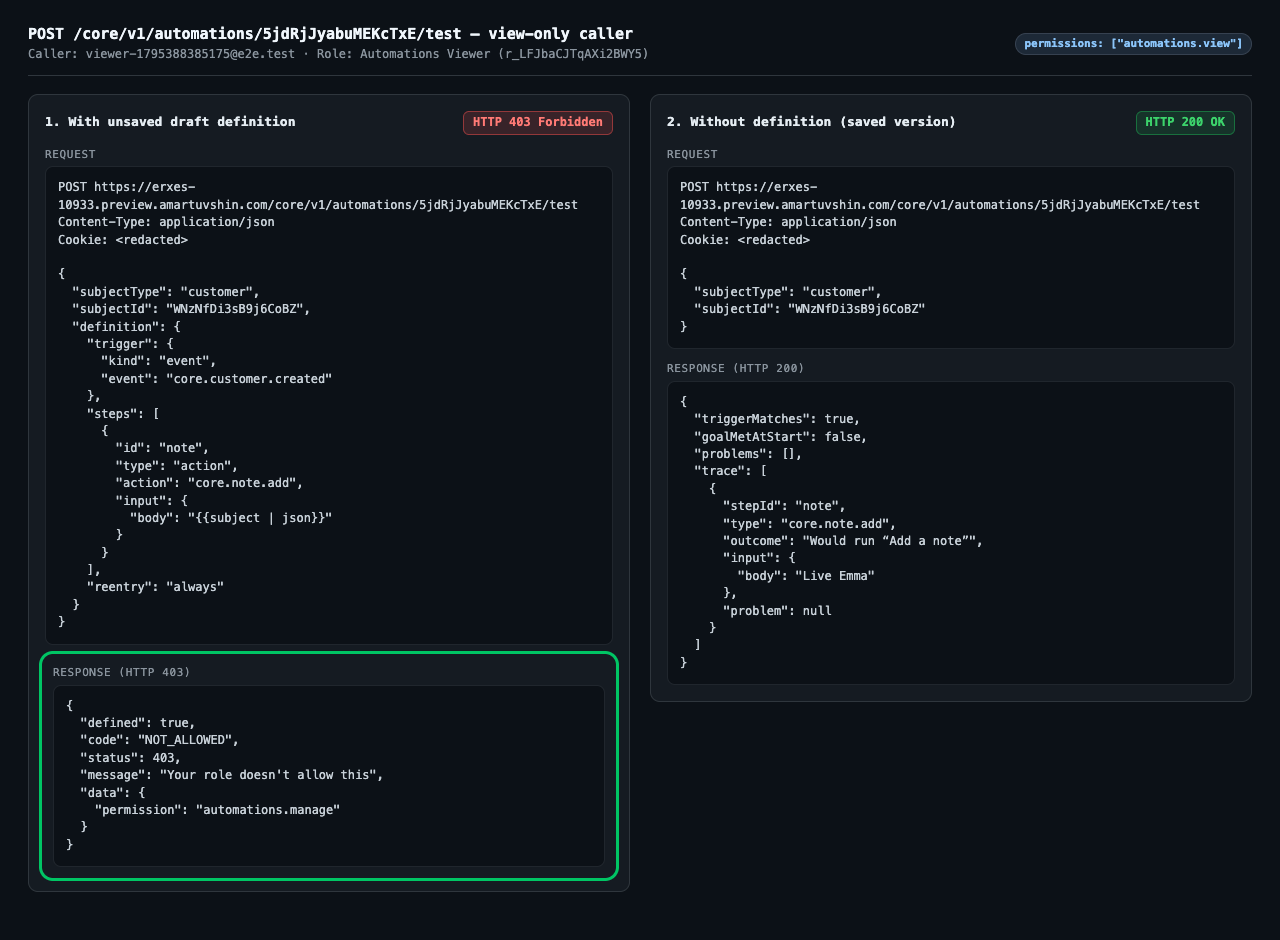 POST /core/v1/automations/5jdRjJyabuMEKcTxE/test — view-only caller
Caller: viewer-1795388385175@e2e.test · Role: Automations Viewer (r_LFJbaCJTqAXi2BWY5)
permissions: ["automations.view"]
1. With unsaved draft definition
HTTP 403 Forbidden
REQUEST
POST https://erxes-
10933.preview.amartuvshin.com/core/v1/automations/5jdRjJyabuMEKcTxE/test
Content-Type: application/json
Cookie: <redacted>
{
"subjectType": "customer",
"subjectId": "WNzNfDi3sB9j6CoBZ",
"definition": {
"trigger": {
"kind": "event",
"event": "core.customer.created"
},
"steps": [
{
"id": "note",
"type": "action",
"action": "core.note.add",
"input": {
"body": "{{subject | json}}"
}
}
],
"reentry": "always"
}
}
RESPONSE (HTTP 403)
{
"defined": true,
"code": "NOT_ALLOWED",
"status": 403,
"message": "Your role doesn't allow this",
"data": {
"permission": "automations.manage"
}
}
2. Without definition (saved version)
HTTP 200 OK
REQUEST
POST https://erxes-
10933.preview.amartuvshin.com/core/v1/automations/5jdRjJyabuMEKcTxE/test
Content-Type: application/json
Cookie: <redacted>
{
"subjectType": "customer",
"subjectId": "WNzNfDi3sB9j6CoBZ"
}
RESPONSE (HTTP 200)
{
"triggerMatches": true,
"goalMetAtStart": false,
"problems": [],
"trace": [
{
"stepId": "note",
"type": "core.note.add",
"outcome": "Would run “Add a note”",
"input": {
"body": "Live Emma"
},
"problem": null
}
]
}